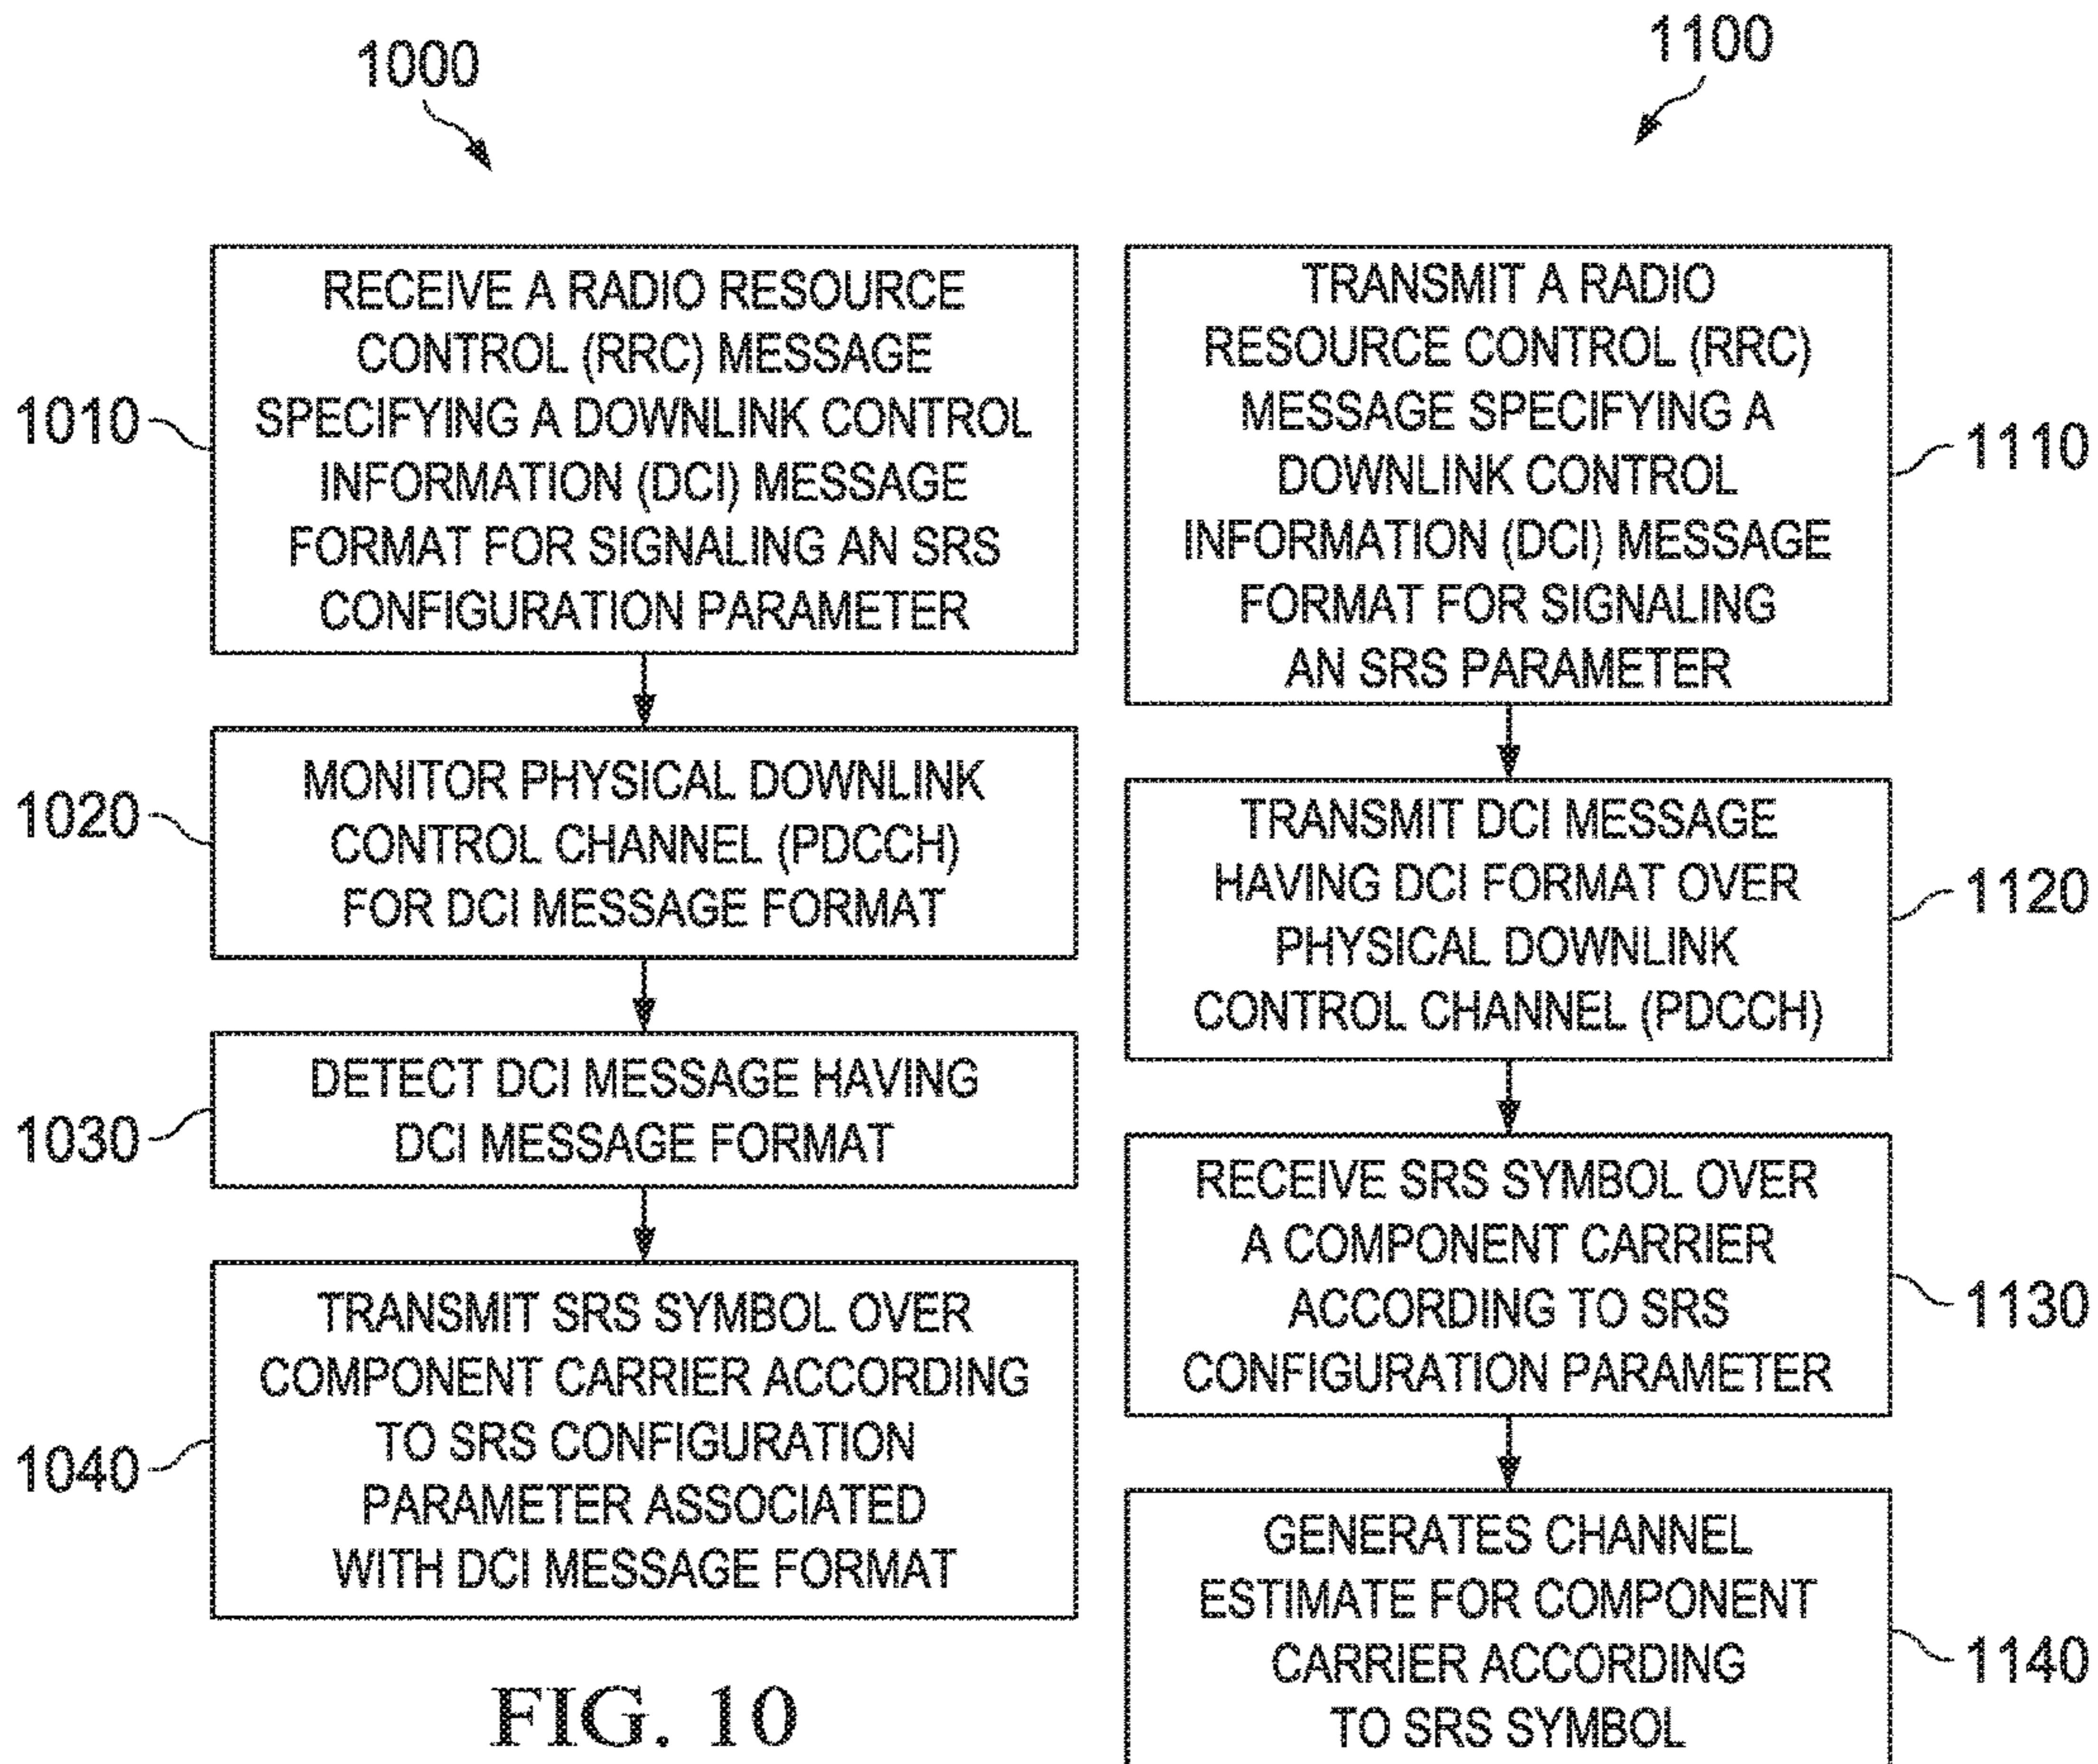 1000
RECEIVE A RADIO RESOURCE
CONTROL (RRC) MESSAGE
SPECIFYING A DOWNLINK CONTROL
INFORMATION (DCI) MESSAGE
FORMAT FOR SIGNALING AN SRS
CONFIGURATION PARAMETER
1010
MONITOR PHYSICAL DOWNLINK
CONTROL CHANNEL (PDCCH)
FOR DCI MESSAGE FORMAT
1020
DETECT DCI MESSAGE HAVING
DCI MESSAGE FORMAT
1030
TRANSMIT SRS SYMBOL OVER
COMPONENT CARRIER ACCORDING
TO SRS CONFIGURATION
PARAMETER ASSOCIATED
WITH DCI MESSAGE FORMAT
1040
FIG. 10
1100
TRANSMIT A RADIO
RESOURCE CONTROL (RRC)
MESSAGE SPECIFYING A
DOWNLINK CONTROL
INFORMATION (DCI) MESSAGE
FORMAT FOR SIGNALING
AN SRS PARAMETER
1110
TRANSMIT DCI MESSAGE
HAVING DCI FORMAT OVER
PHYSICAL DOWNLINK
CONTROL CHANNEL (PDCCH)
1120
RECEIVE SRS SYMBOL OVER
A COMPONENT CARRIER
ACCORDING TO SRS
CONFIGURATION PARAMETER
1130
GENERATES CHANNEL
ESTIMATE FOR COMPONENT
CARRIER ACCORDING
TO SRS SYMBOL
1140